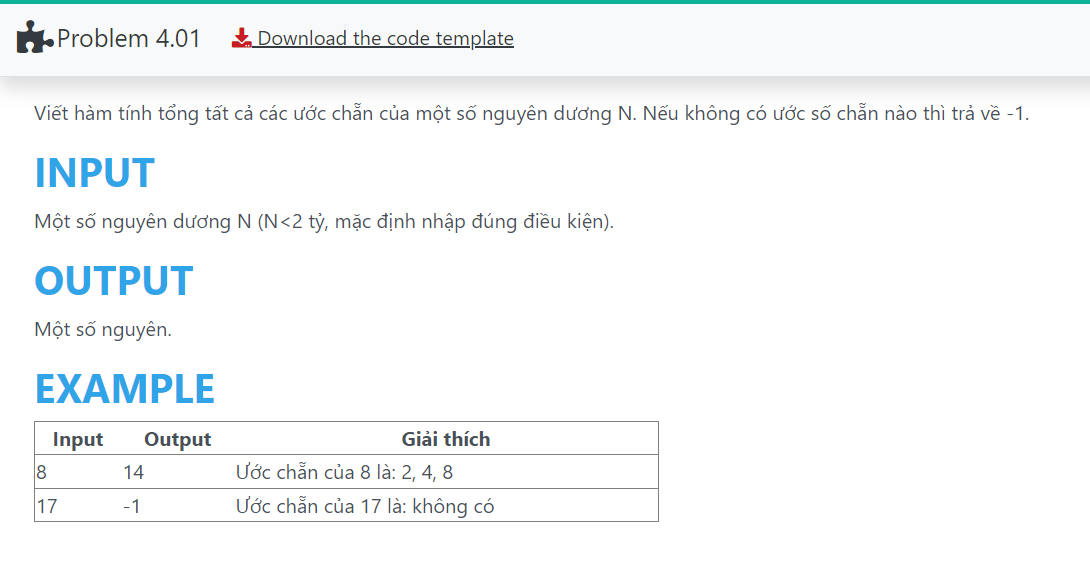 Problem 4.01 Download the code template
Viết hàm tính tổng tất cả các ước chẵn của một số nguyên dương N. Nếu không có ước số chẵn nào thì trả về -1.
INPUT
Một số nguyên dương N (N<2 tỷ, mặc định nhập đúng điều kiện).
OUTPUT
Một số nguyên.
EXAMPLE
Input Output Giải thích
8 14 Ước chẵn của 8 là: 2, 4, 8
17 -1 Ước chẵn của 17 là: không có